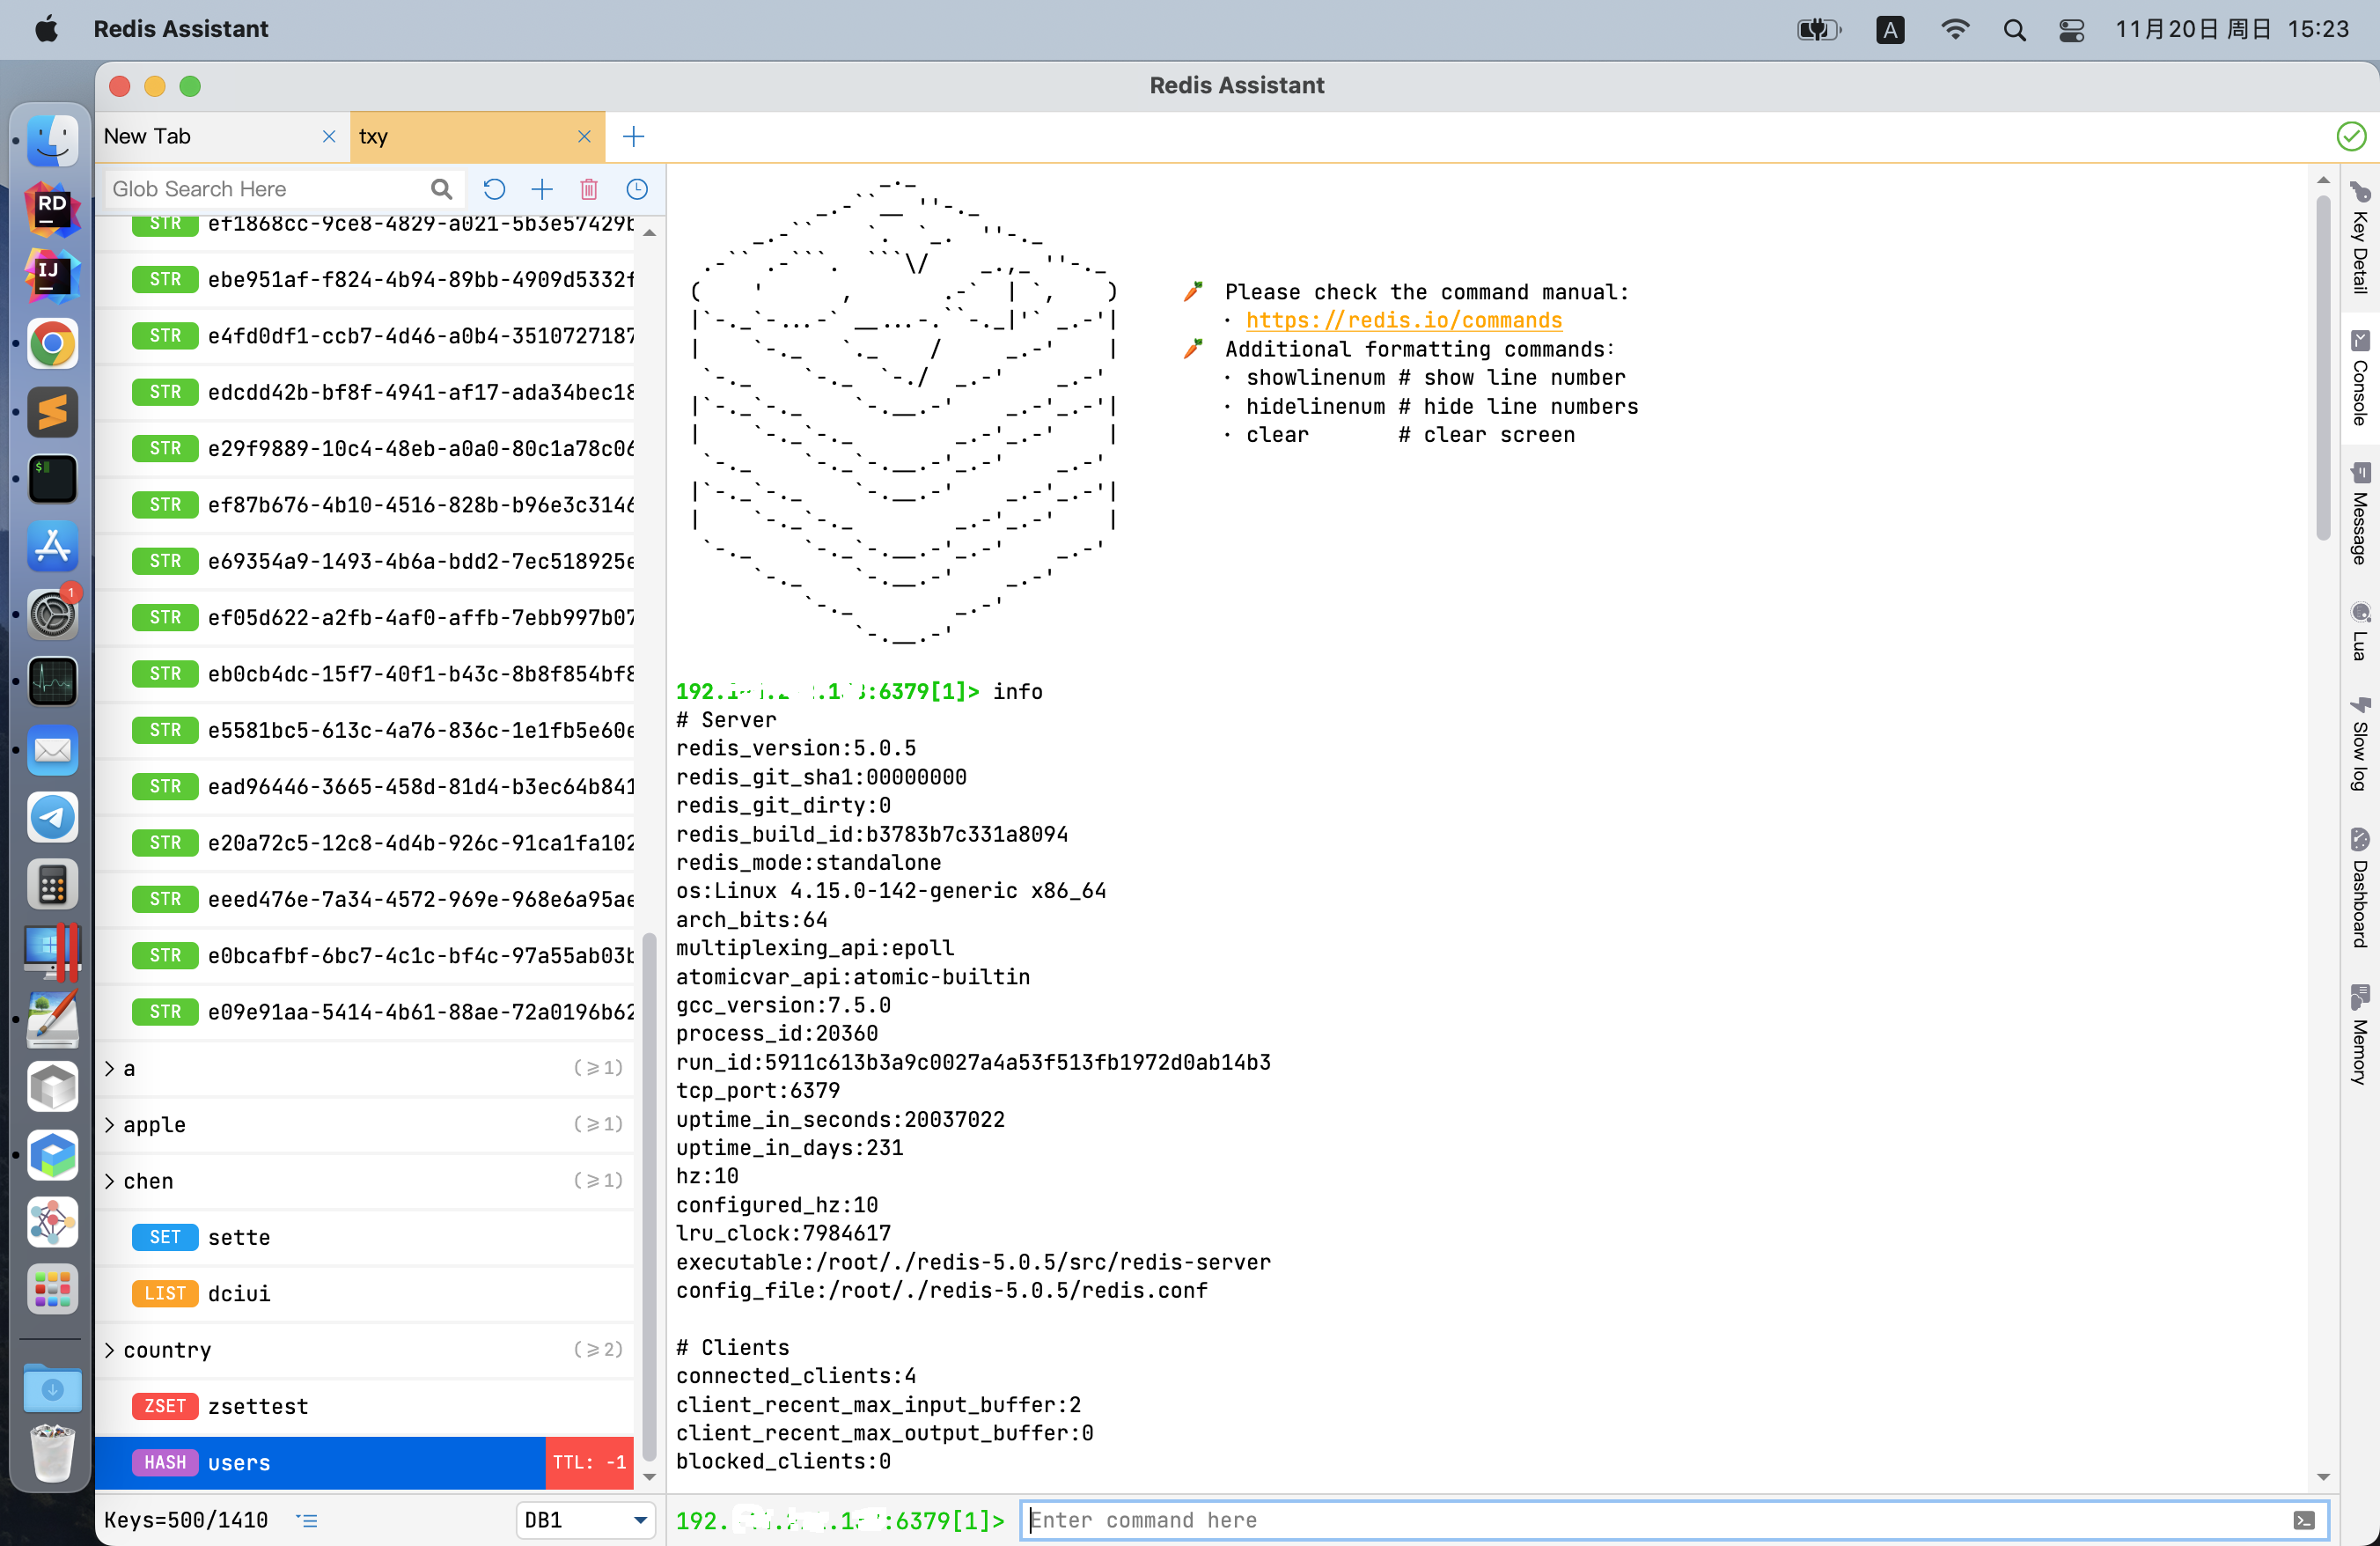 Redis Assistant
A
11月20日 周日 15:23
Redis Assistant
New Tab
txy
Glob Search Here
STR ef1868cc-9ce8-4829-a021-5b3e57429b
STR ebe951af-f824-4b94-89bb-4909d5332f
STR e4fd0df1-ccb7-4d46-a0b4-3510727187
STR edcdd42b-bf8f-4941-af17-ada34bec18
STR e29f9889-10c4-48eb-a0a0-80c1a78c06
STR ef87b676-4b10-4516-828b-b96e3c3146
STR e69354a9-1493-4b6a-bdd2-7ec518925e
STR ef05d622-a2fb-4af0-affb-7ebb997b07
STR eb0cb4dc-15f7-40f1-b43c-8b8f854bf8
STR e5581bc5-613c-4a76-836c-1e1fb5e60e
STR ead96446-3665-458d-81d4-b3ec64b841
STR e20a72c5-12c8-4d4b-926c-91ca1fa102
STR eeed476e-7a34-4572-969e-968e6a95ae
STR e0bcafbf-6bc7-4c1c-bf4c-97a55ab03b
STR e09e91aa-5414-4b61-88ae-72a0196b62
a (⩾1)
apple (⩾1)
chen (⩾1)
SET sette
LIST dciui
country (⩾2)
ZSET zsettest
HASH users TTL: -1
Keys=500/1410
DB1
Please check the command manual:
· https://redis.io/commands
Additional formatting commands:
· showlinenum # show line number
· hidelinenum # hide line numbers
· clear # clear screen
:6379[1]> info
# Server
redis_version:5.0.5
redis_git_sha1:00000000
redis_git_dirty:0
redis_build_id:b3783b7c331a8094
redis_mode:standalone
os:Linux 4.15.0-142-generic x86_64
arch_bits:64
multiplexing_api:epoll
atomicvar_api:atomic-builtin
gcc_version:7.5.0
process_id:20360
run_id:5911c613b3a9c0027a4a53f513fb1972d0ab14b3
tcp_port:6379
uptime_in_seconds:20037022
uptime_in_days:231
hz:10
configured_hz:10
lru_clock:7984617
executable:/root/./redis-5.0.5/src/redis-server
config_file:/root/./redis-5.0.5/redis.conf
# Clients
connected_clients:4
client_recent_max_input_buffer:2
client_recent_max_output_buffer:0
blocked_clients:0
:6379[1]> Enter command here
Key Detail
Console
Message
Lua
Slow log
Dashboard
Memory
RD
IJ
$
1